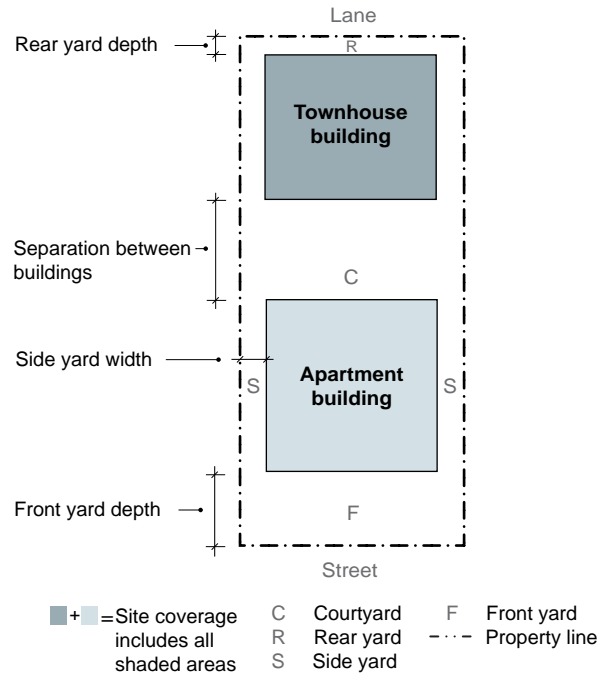 Lane
Rear yard depth
R
Townhouse
building
Separation between
buildings
C
Side yard width
Apartment
building
S
S
Front yard depth
F
Street
+ =Site coverage
includes all
shaded areas
C Courtyard
R Rear yard
S Side yard
F Front yard
Property line